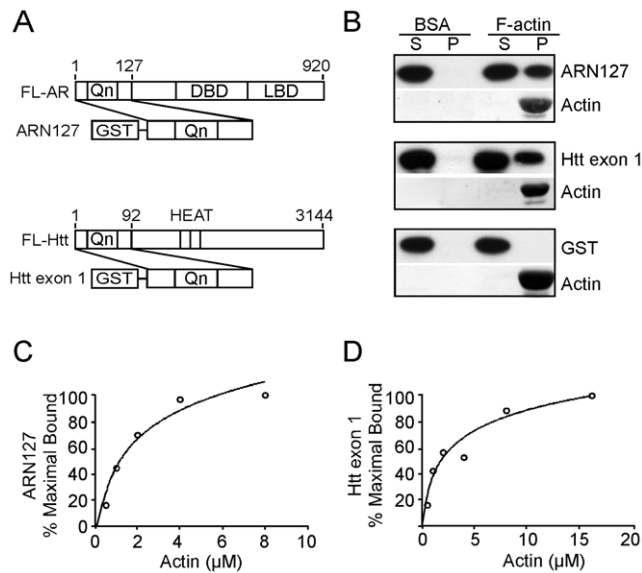 A
1 127 920
FL-AR Qn DBD LBD
ARN127 GST Qn
1 92 HEAT 3144
FL-Htt Qn
Htt exon 1 GST Qn
B
BSA F-actin
S P S P
ARN127
Actin
Htt exon 1
Actin
GST
Actin
C
ARN127
% Maximal Bound
100
80
60
40
20
0 2 4 6 8 10
Actin (µM)
D
Htt exon 1
% Maximal Bound
100
80
60
40
20
0 5 10 15 20
Actin (µM)